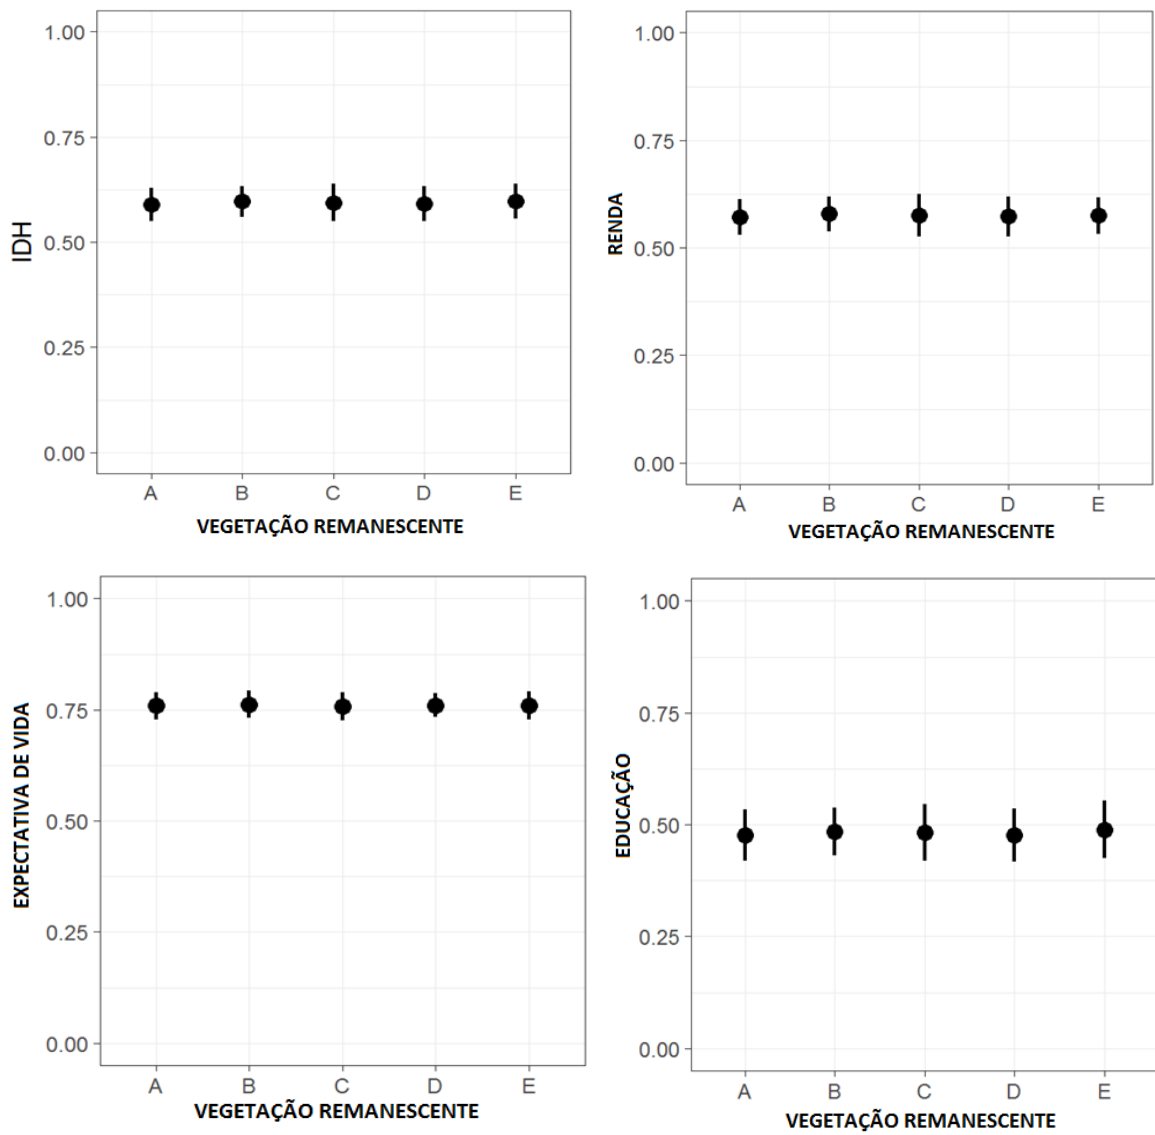 1.00
0.75
0.50
0.25
0.00
IDH
A B C D E
VEGETAÇÃO REMANESCENTE
1.00
0.75
0.50
0.25
0.00
RENDA
A B C D E
VEGETAÇÃO REMANESCENTE
1.00
0.75
0.50
0.25
0.00
EXPECTATIVA DE VIDA
A B C D E
VEGETAÇÃO REMANESCENTE
1.00
0.75
0.50
0.25
0.00
EDUCAÇÃO
A B C D E
VEGETAÇÃO REMANESCENTE